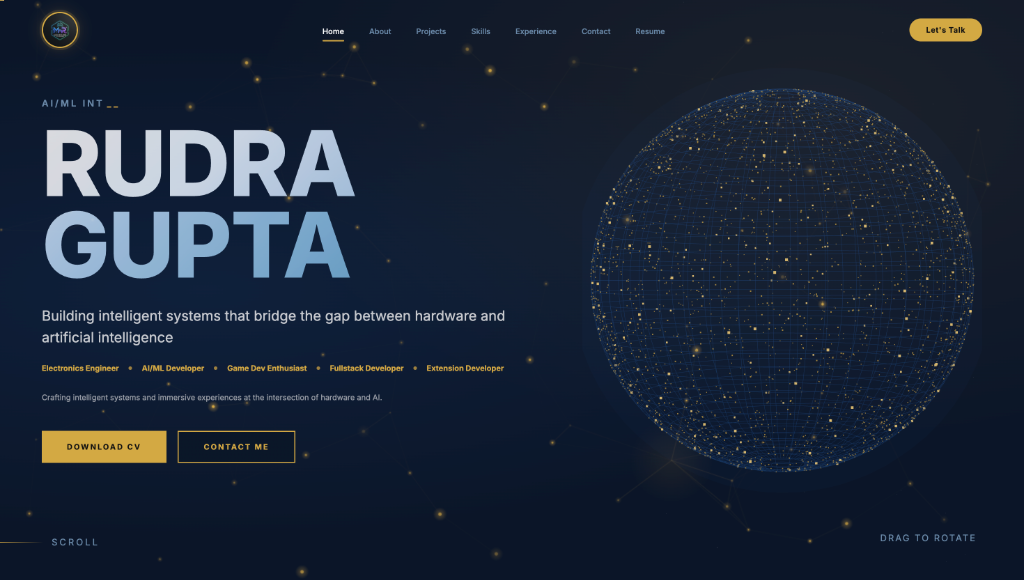 Home About Projects Skills Experience Contact Resume Let's Talk
AI/ML INT__
RUDRA
GUPTA
Building intelligent systems that bridge the gap between hardware and
artificial intelligence
Electronics Engineer • AI/ML Developer • Game Dev Enthusiast • Fullstack Developer • Extension Developer
Crafting intelligent systems and immersive experiences at the intersection of hardware and AI.
DOWNLOAD CV CONTACT ME
SCROLL
DRAG TO ROTATE